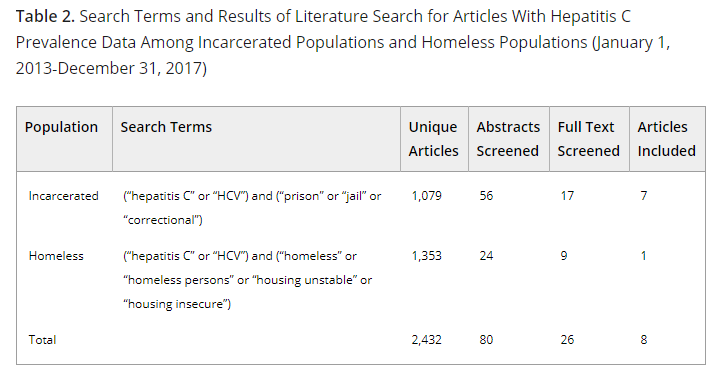 Table 2. Search Terms and Results of Literature Search for Articles With Hepatitis C
Prevalence Data Among Incarcerated Populations and Homeless Populations (January 1,
2013-December 31, 2017)
Population Search Terms Unique Articles Abstracts Screened Full Text Screened Articles Included
Incarcerated (“hepatitis C” or “HCV”) and (“prison” or “jail” or 1,079 56 17 7
“correctional”)
Homeless (“hepatitis C” or “HCV”) and (“homeless” or 1,353 24 9 1
“homeless persons” or “housing unstable” or
“housing insecure”)
Total 2,432 80 26 8